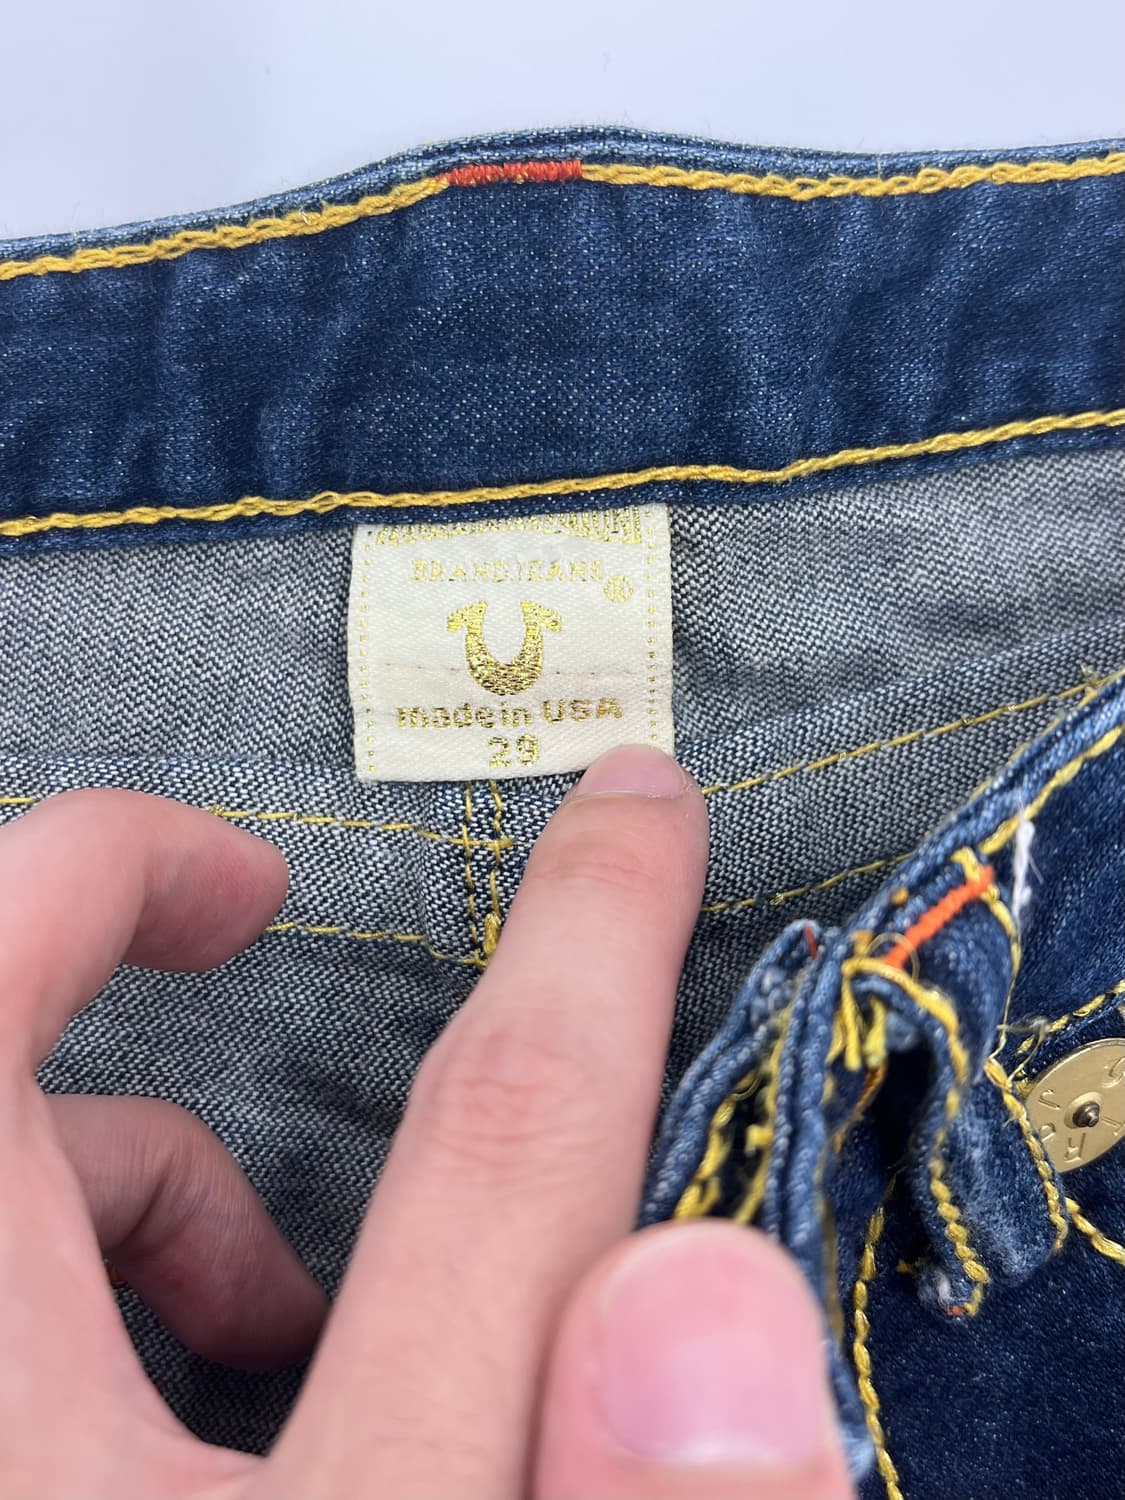 BRAND JEANS ®
made in USA
29